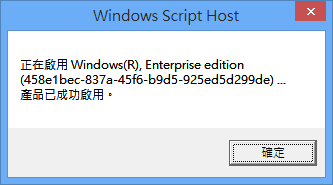 Windows Script Host
正在啟用 Windows(R), Enterprise edition
(458e1bec-837a-45f6-b9d5-925ed5d299de) ...
產品已成功啟用。
確定